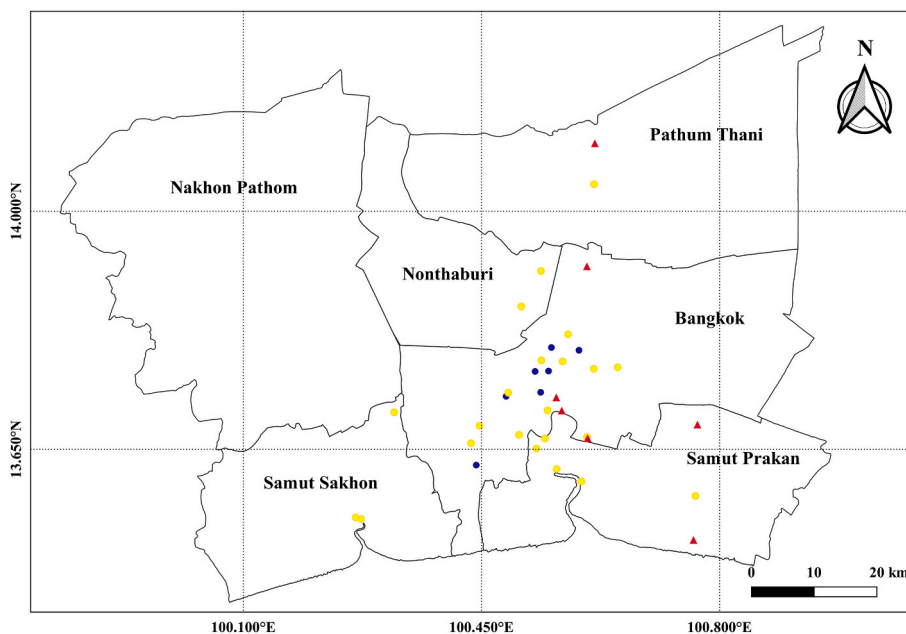 N
Pathum Thani
Nakhon Pathom
14.000°N
Nonthaburi
Bangkok
13.650°N
Samut Sakhon
Samut Prakan
0 10 20 km
100.100°E 100.450°E 100.800°E